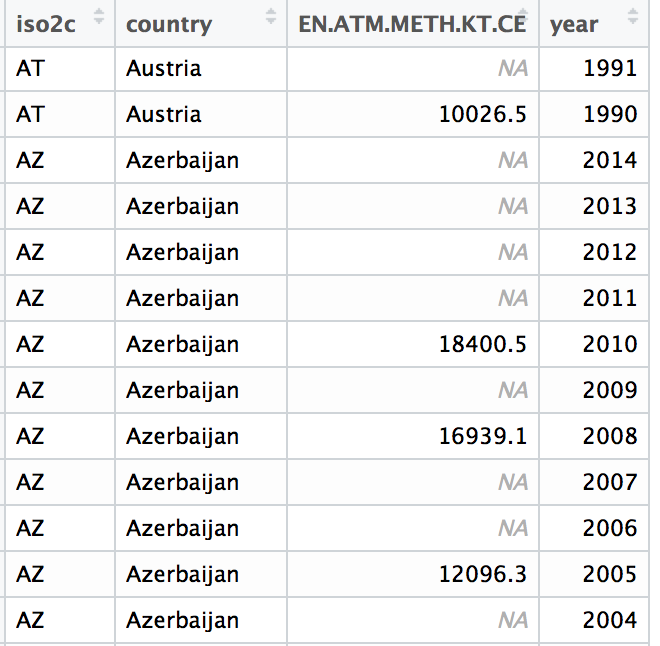 iso2c country EN.ATM.METH.KT.CE year
AT Austria NA 1991
AT Austria 10026.5 1990
AZ Azerbaijan NA 2014
AZ Azerbaijan NA 2013
AZ Azerbaijan NA 2012
AZ Azerbaijan NA 2011
AZ Azerbaijan 18400.5 2010
AZ Azerbaijan NA 2009
AZ Azerbaijan 16939.1 2008
AZ Azerbaijan NA 2007
AZ Azerbaijan NA 2006
AZ Azerbaijan 12096.3 2005
AZ Azerbaijan NA 2004